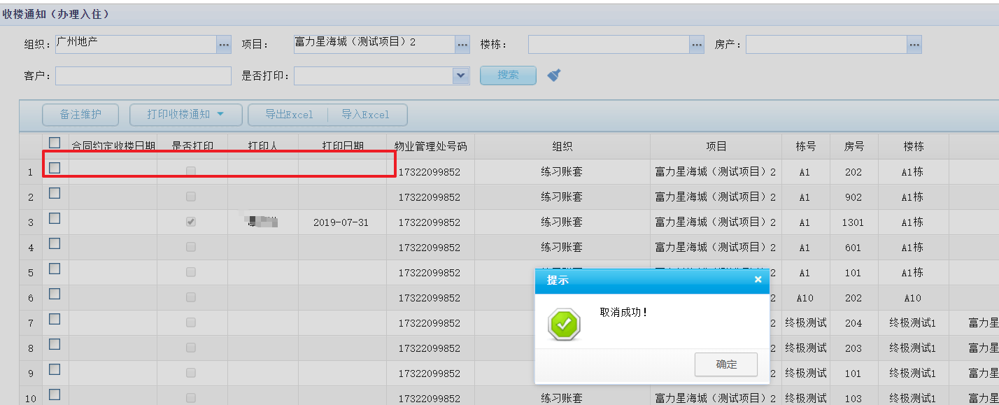 收楼通知（办理入住）
组织： 广州地产 ... 项目： 富力星海城（测试项目）2 ... 楼栋： ... 房产： ...
客户： 是否打印： 搜索
备注维护 打印收楼通知 导出Excel 导入Excel
合同约定收楼日期 是否打印 打印人 打印日期 物业管理处号码 组织 项目 栋号 房号 楼栋
1 17322099852 练习账套 富力星海城（测试项目）2 A1 202 A1栋
2 17322099852 练习账套 富力星海城（测试项目）2 A1 902 A1栋
3 2019-07-31 17322099852 练习账套 富力星海城（测试项目）2 A1 1301 A1栋
4 17322099852 练习账套 富力星海城（测试项目）2 A1 601 A1栋
5 17322099852 2 A1 101 A1栋
6 17322099852 2 A10 202 A10
7 17322099852 2 终极测试 204 终极测试1 富力星
8 17322099852 2 终极测试 203 终极测试1 富力星
9 17322099852 2 终极测试 101 终极测试1 富力星
10 17322099852 练习账套 富力星海城（测试项目）2 终极测试 103 终极测试1 富力星
提示 ×
取消成功！
确定